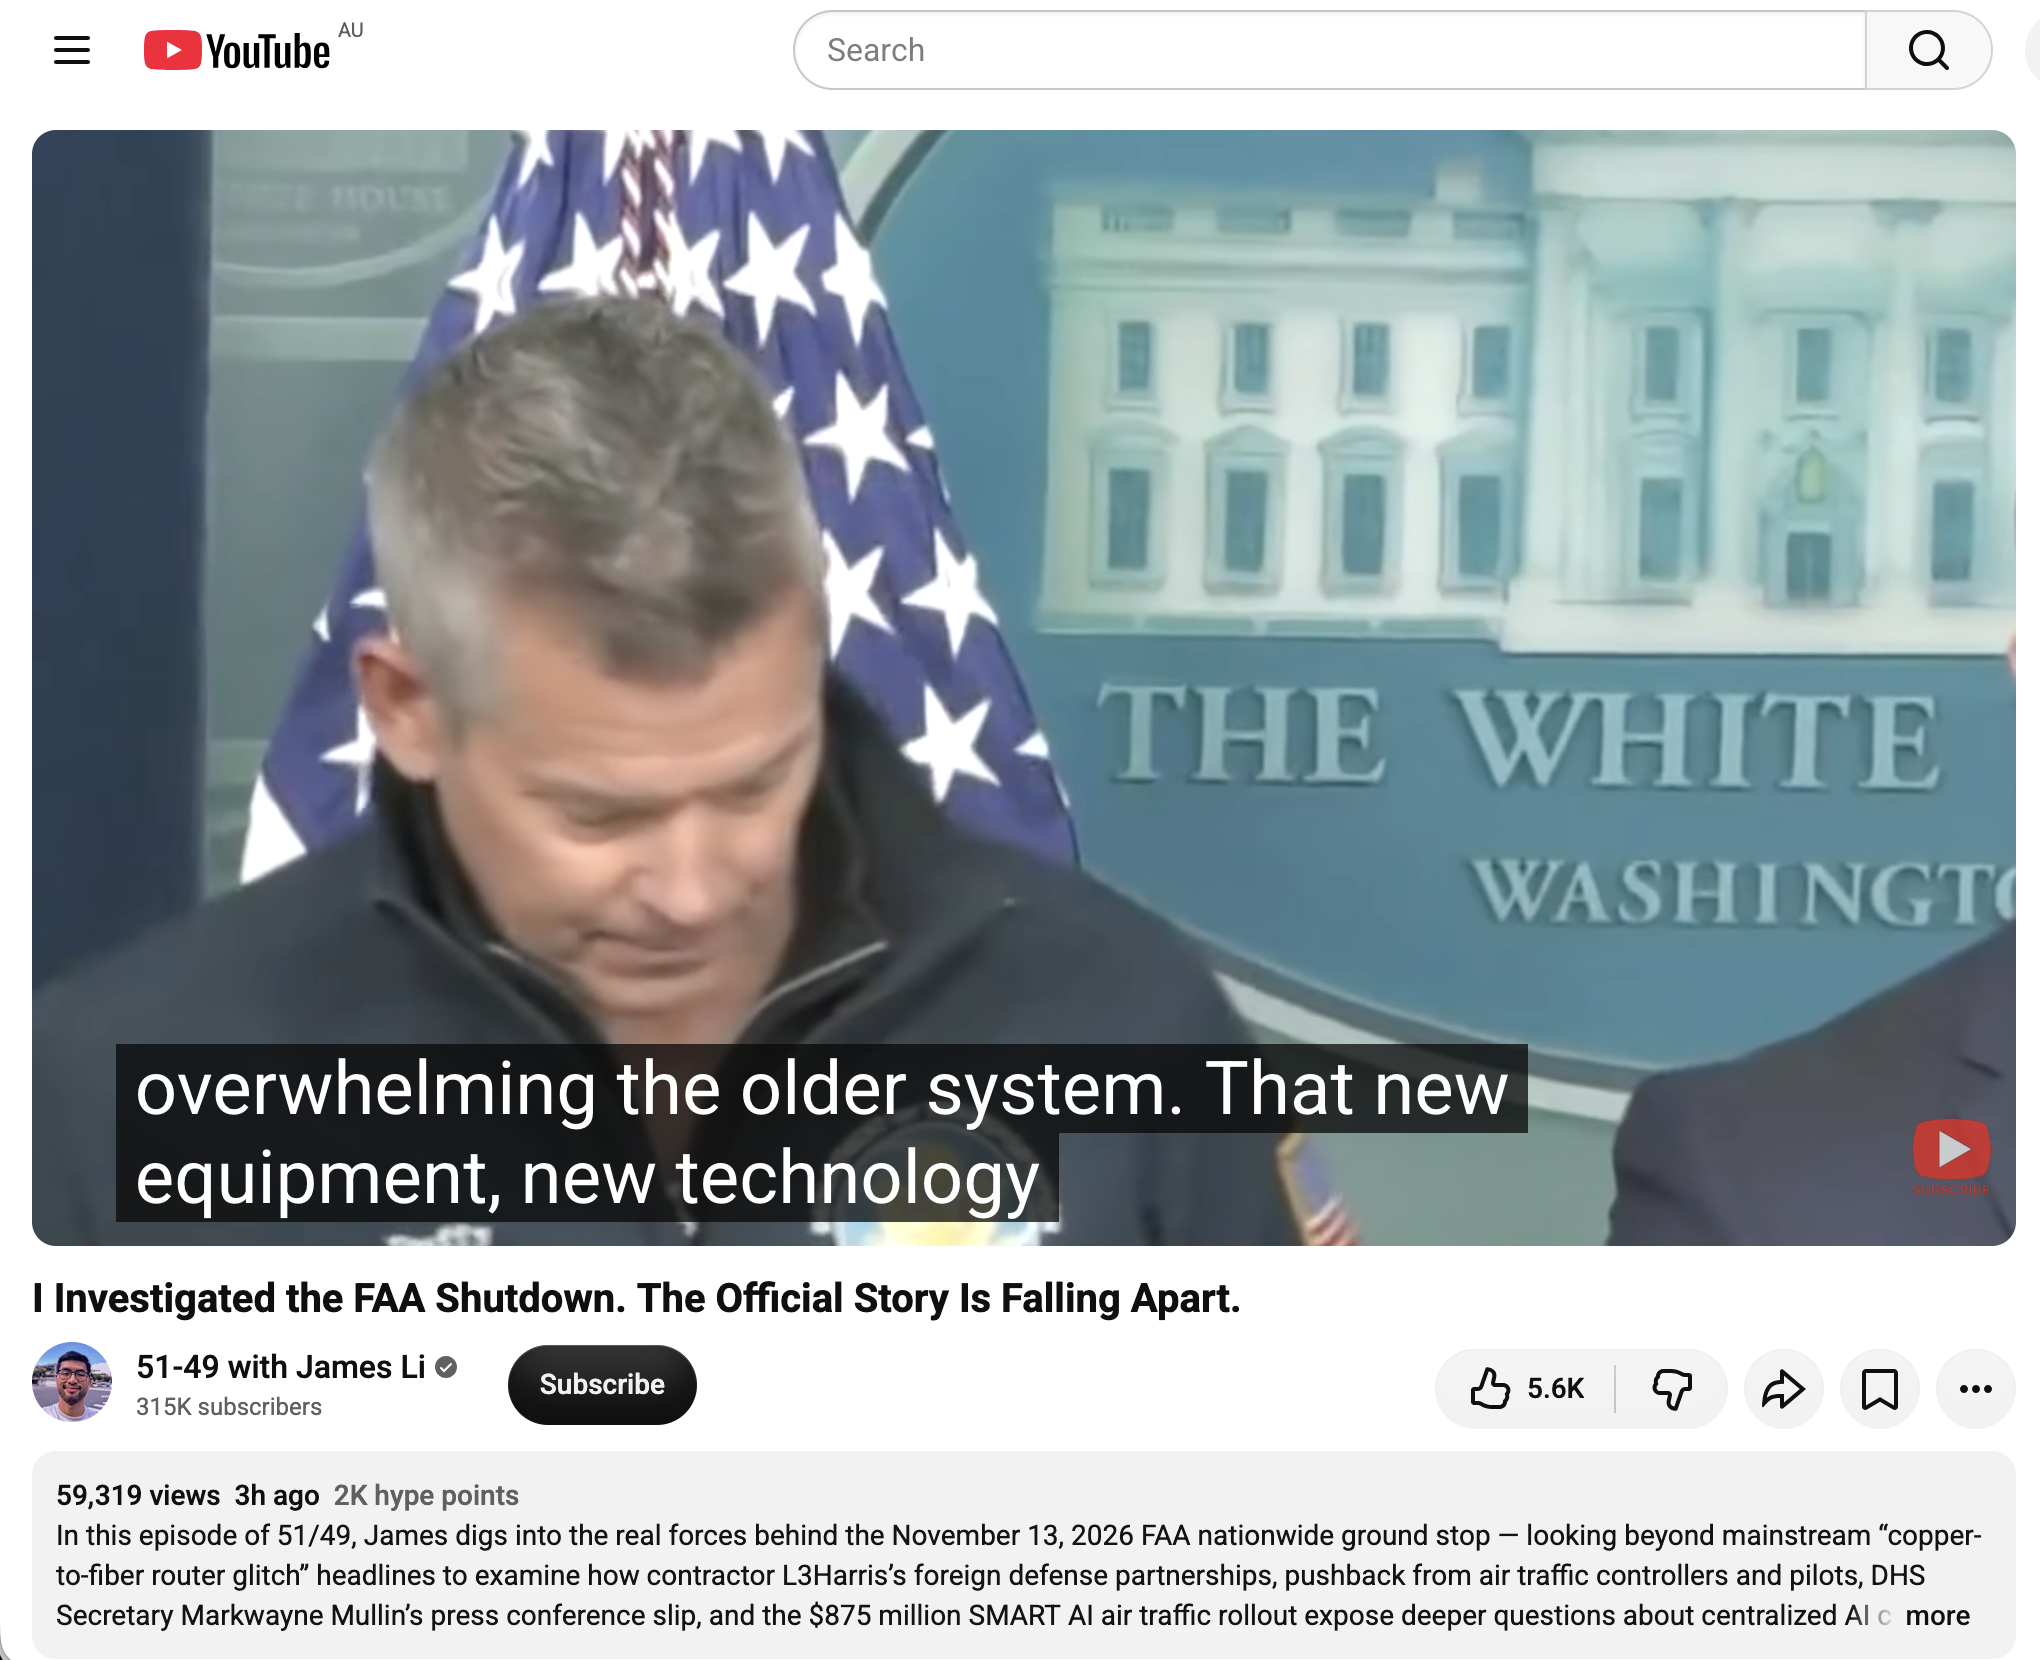 YouTube AU
Search
HOUSE
THE WHITE
WASHINGTO
overwhelming the older system. That new
equipment, new technology
SUBSCRIBE
I Investigated the FAA Shutdown. The Official Story Is Falling Apart.
51-49 with James Li
315K subscribers
Subscribe
5.6K
59,319 views 3h ago 2K hype points
In this episode of 51/49, James digs into the real forces behind the November 13, 2026 FAA nationwide ground stop — looking beyond mainstream “copper-
to-fiber router glitch” headlines to examine how contractor L3Harris’s foreign defense partnerships, pushback from air traffic controllers and pilots, DHS
Secretary Markwayne Mullin’s press conference slip, and the $875 million SMART AI air traffic rollout expose deeper questions about centralized AI c more